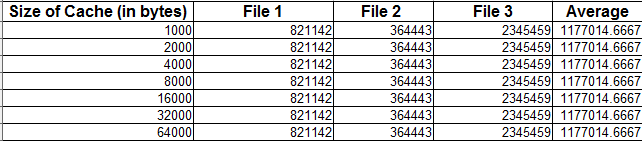 Size of Cache (in bytes) File 1 File 2 File 3 Average
1000 821142 364443 2345459 1177014.6667
2000 821142 364443 2345459 1177014.6667
4000 821142 364443 2345459 1177014.6667
8000 821142 364443 2345459 1177014.6667
16000 821142 364443 2345459 1177014.6667
32000 821142 364443 2345459 1177014.6667
64000 821142 364443 2345459 1177014.6667